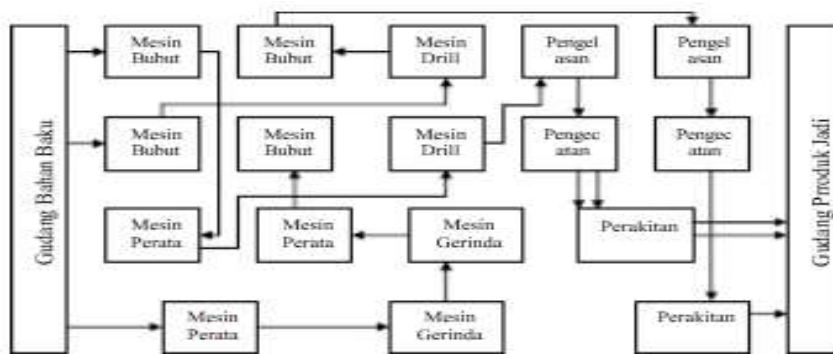 Gudang Bahan Baku
Mesin
Bubut
Mesin
Bubut
Mesin
Drill
Pengel
asan
Pengel
asan
Mesin
Bubut
Mesin
Bubut
Mesin
Drill
Pengec
atan
Pengec
atan
Mesin
Perata
Mesin
Perata
Mesin
Gerinda
Perakitan
Mesin
Perata
Mesin
Gerinda
Perakitan
Gudang Prroduk Jadi